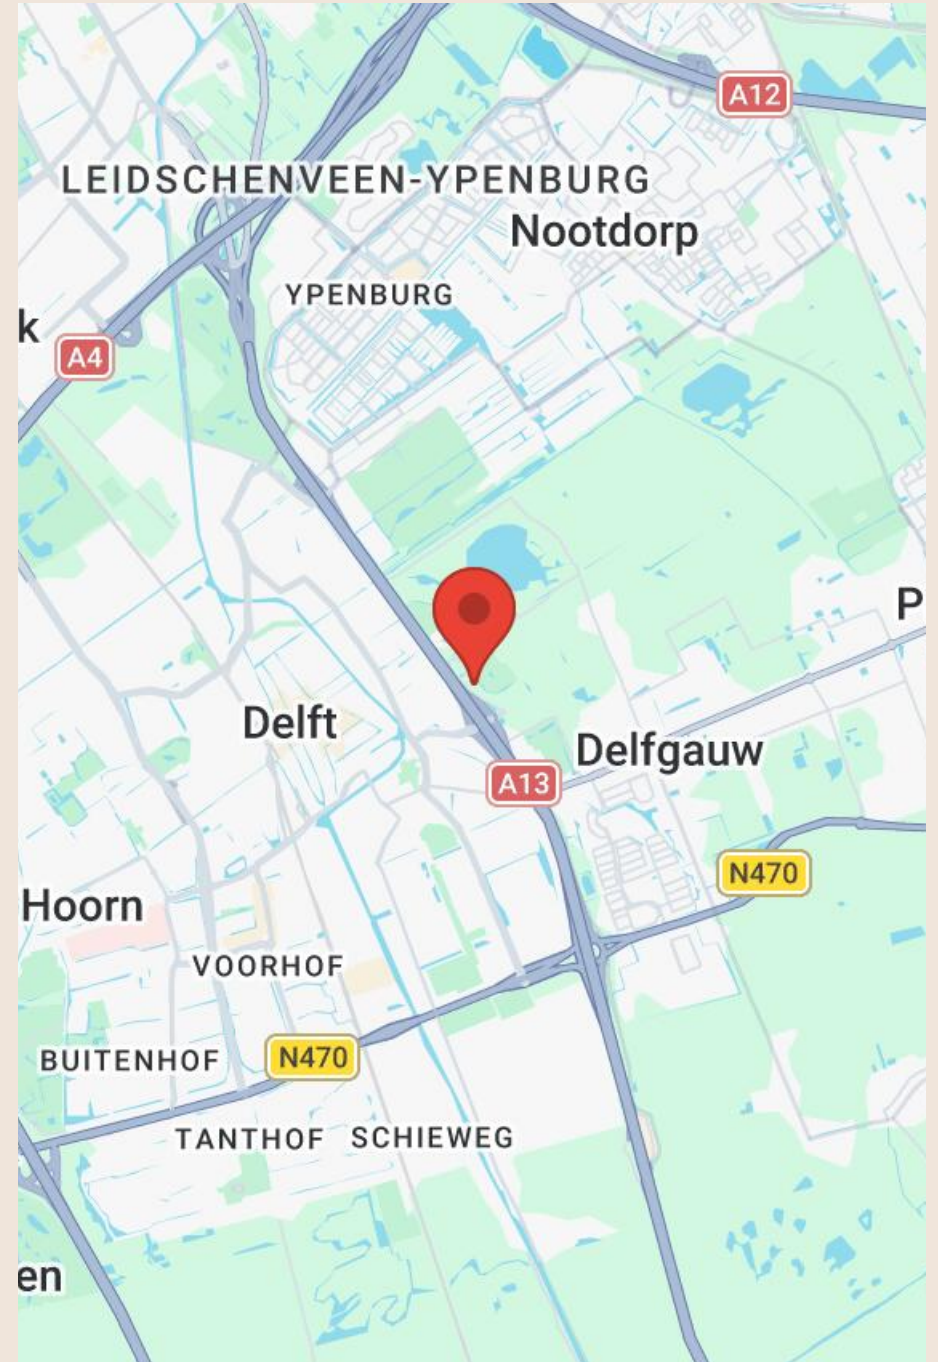 A12
LEIDSCHENVEEN-YPENBURG
Nootdorp
YPENBURG
k
A4
P
Delft
Delfgauw
A13
N470
Hoorn
VOORHOF
BUITENHOF
N470
TANTHOF
SCHIEWEG
en